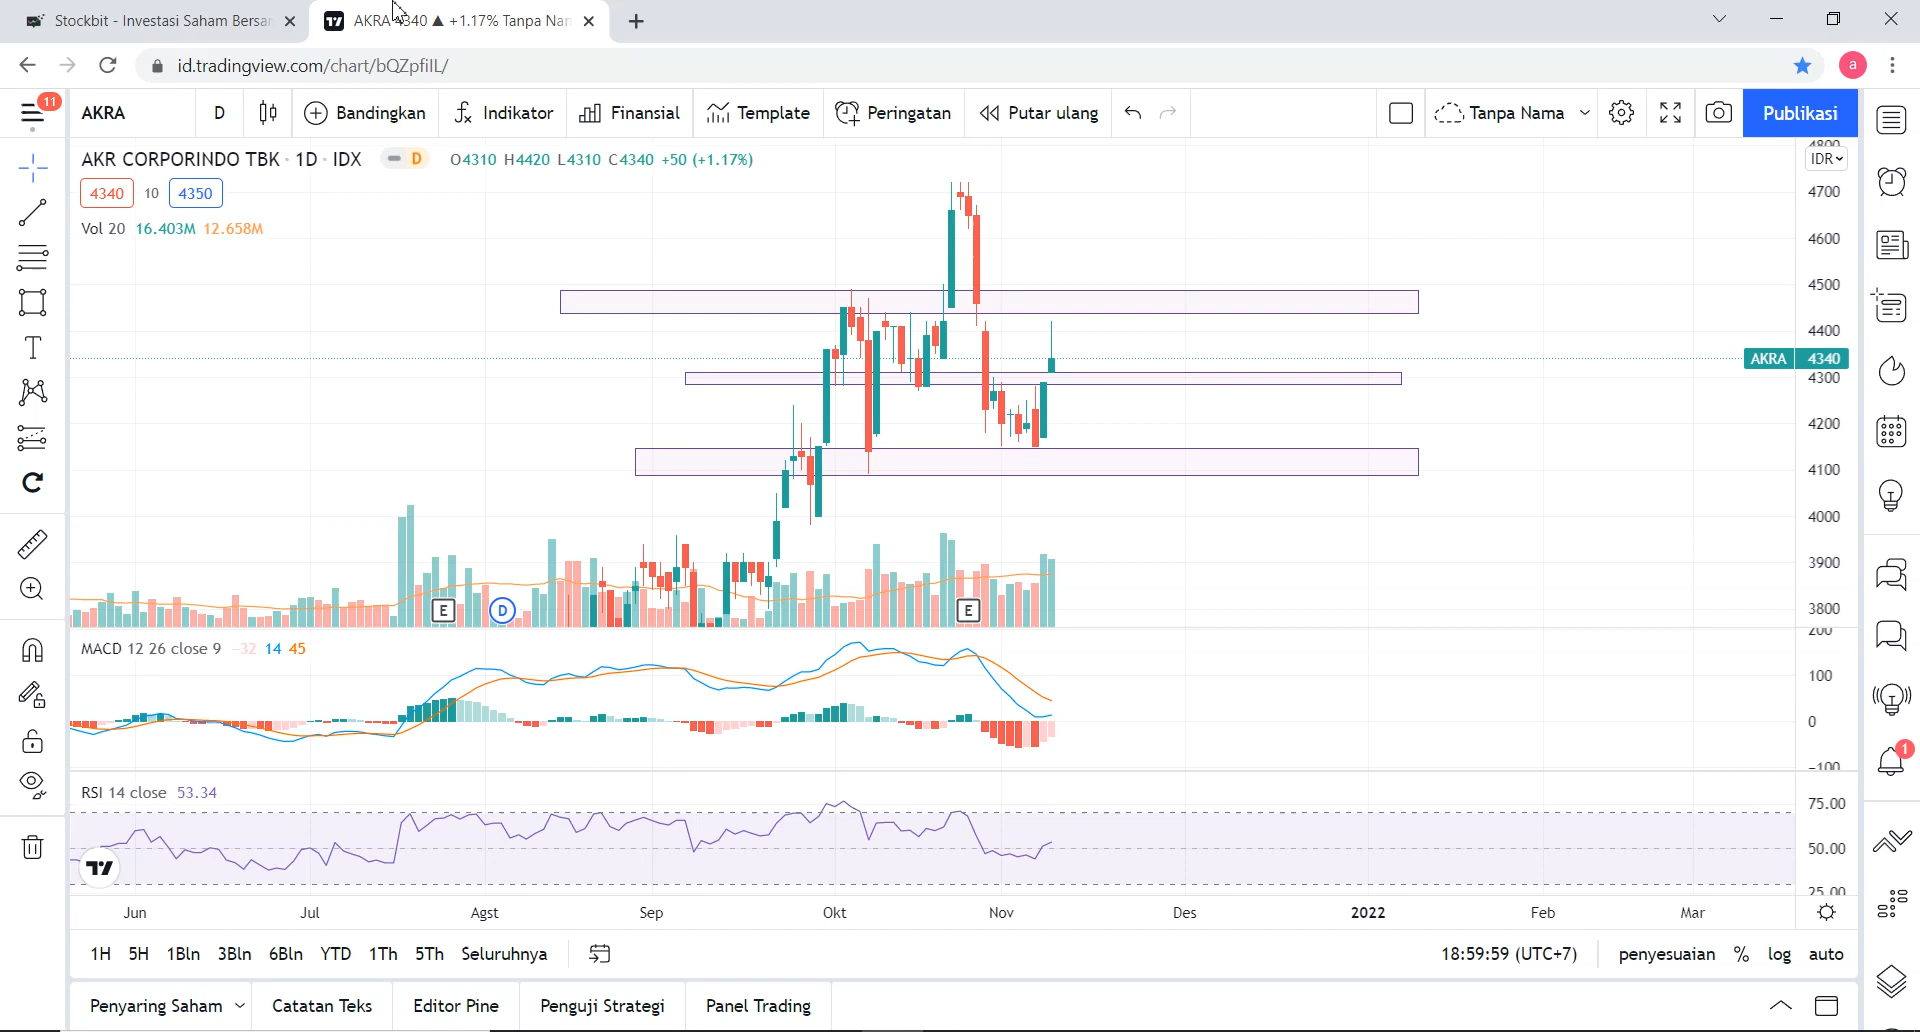 Stockbit - Investasi Saham Bersa
AKRA 4340 ▲ +1.17% Tanpa Nan
id.tradingview.com/chart/bQZpfiIL/
11
AKRA
D
Bandingkan
Indikator
Finansial
Template
Peringatan
Putar ulang
Tanpa Nama
Publikasi
a
AKR CORPORINDO TBK · 1D · IDX
D
O4310 H4420 L4310 C4340 +50 (+1.17%)
4340 10 4350
Vol 20 16.403M 12.658M
IDR
4800
4700
4600
4500
4400
AKRA 4340
4300
4200
4100
4000
3900
3800
E
D
E
MACD 12 26 close 9 -32 14 45
200
100
0
-100
RSI 14 close 53.34
75.00
50.00
25.00
1
Jun Jul Agst Sep Okt Nov Des 2022 Feb Mar
1H 5H 1Bln 3Bln 6Bln YTD 1Th 5Th Seluruhnya
18:59:59 (UTC+7)
penyesuaian % log auto
Penyaring Saham
Catatan Teks
Editor Pine
Penguji Strategi
Panel Trading